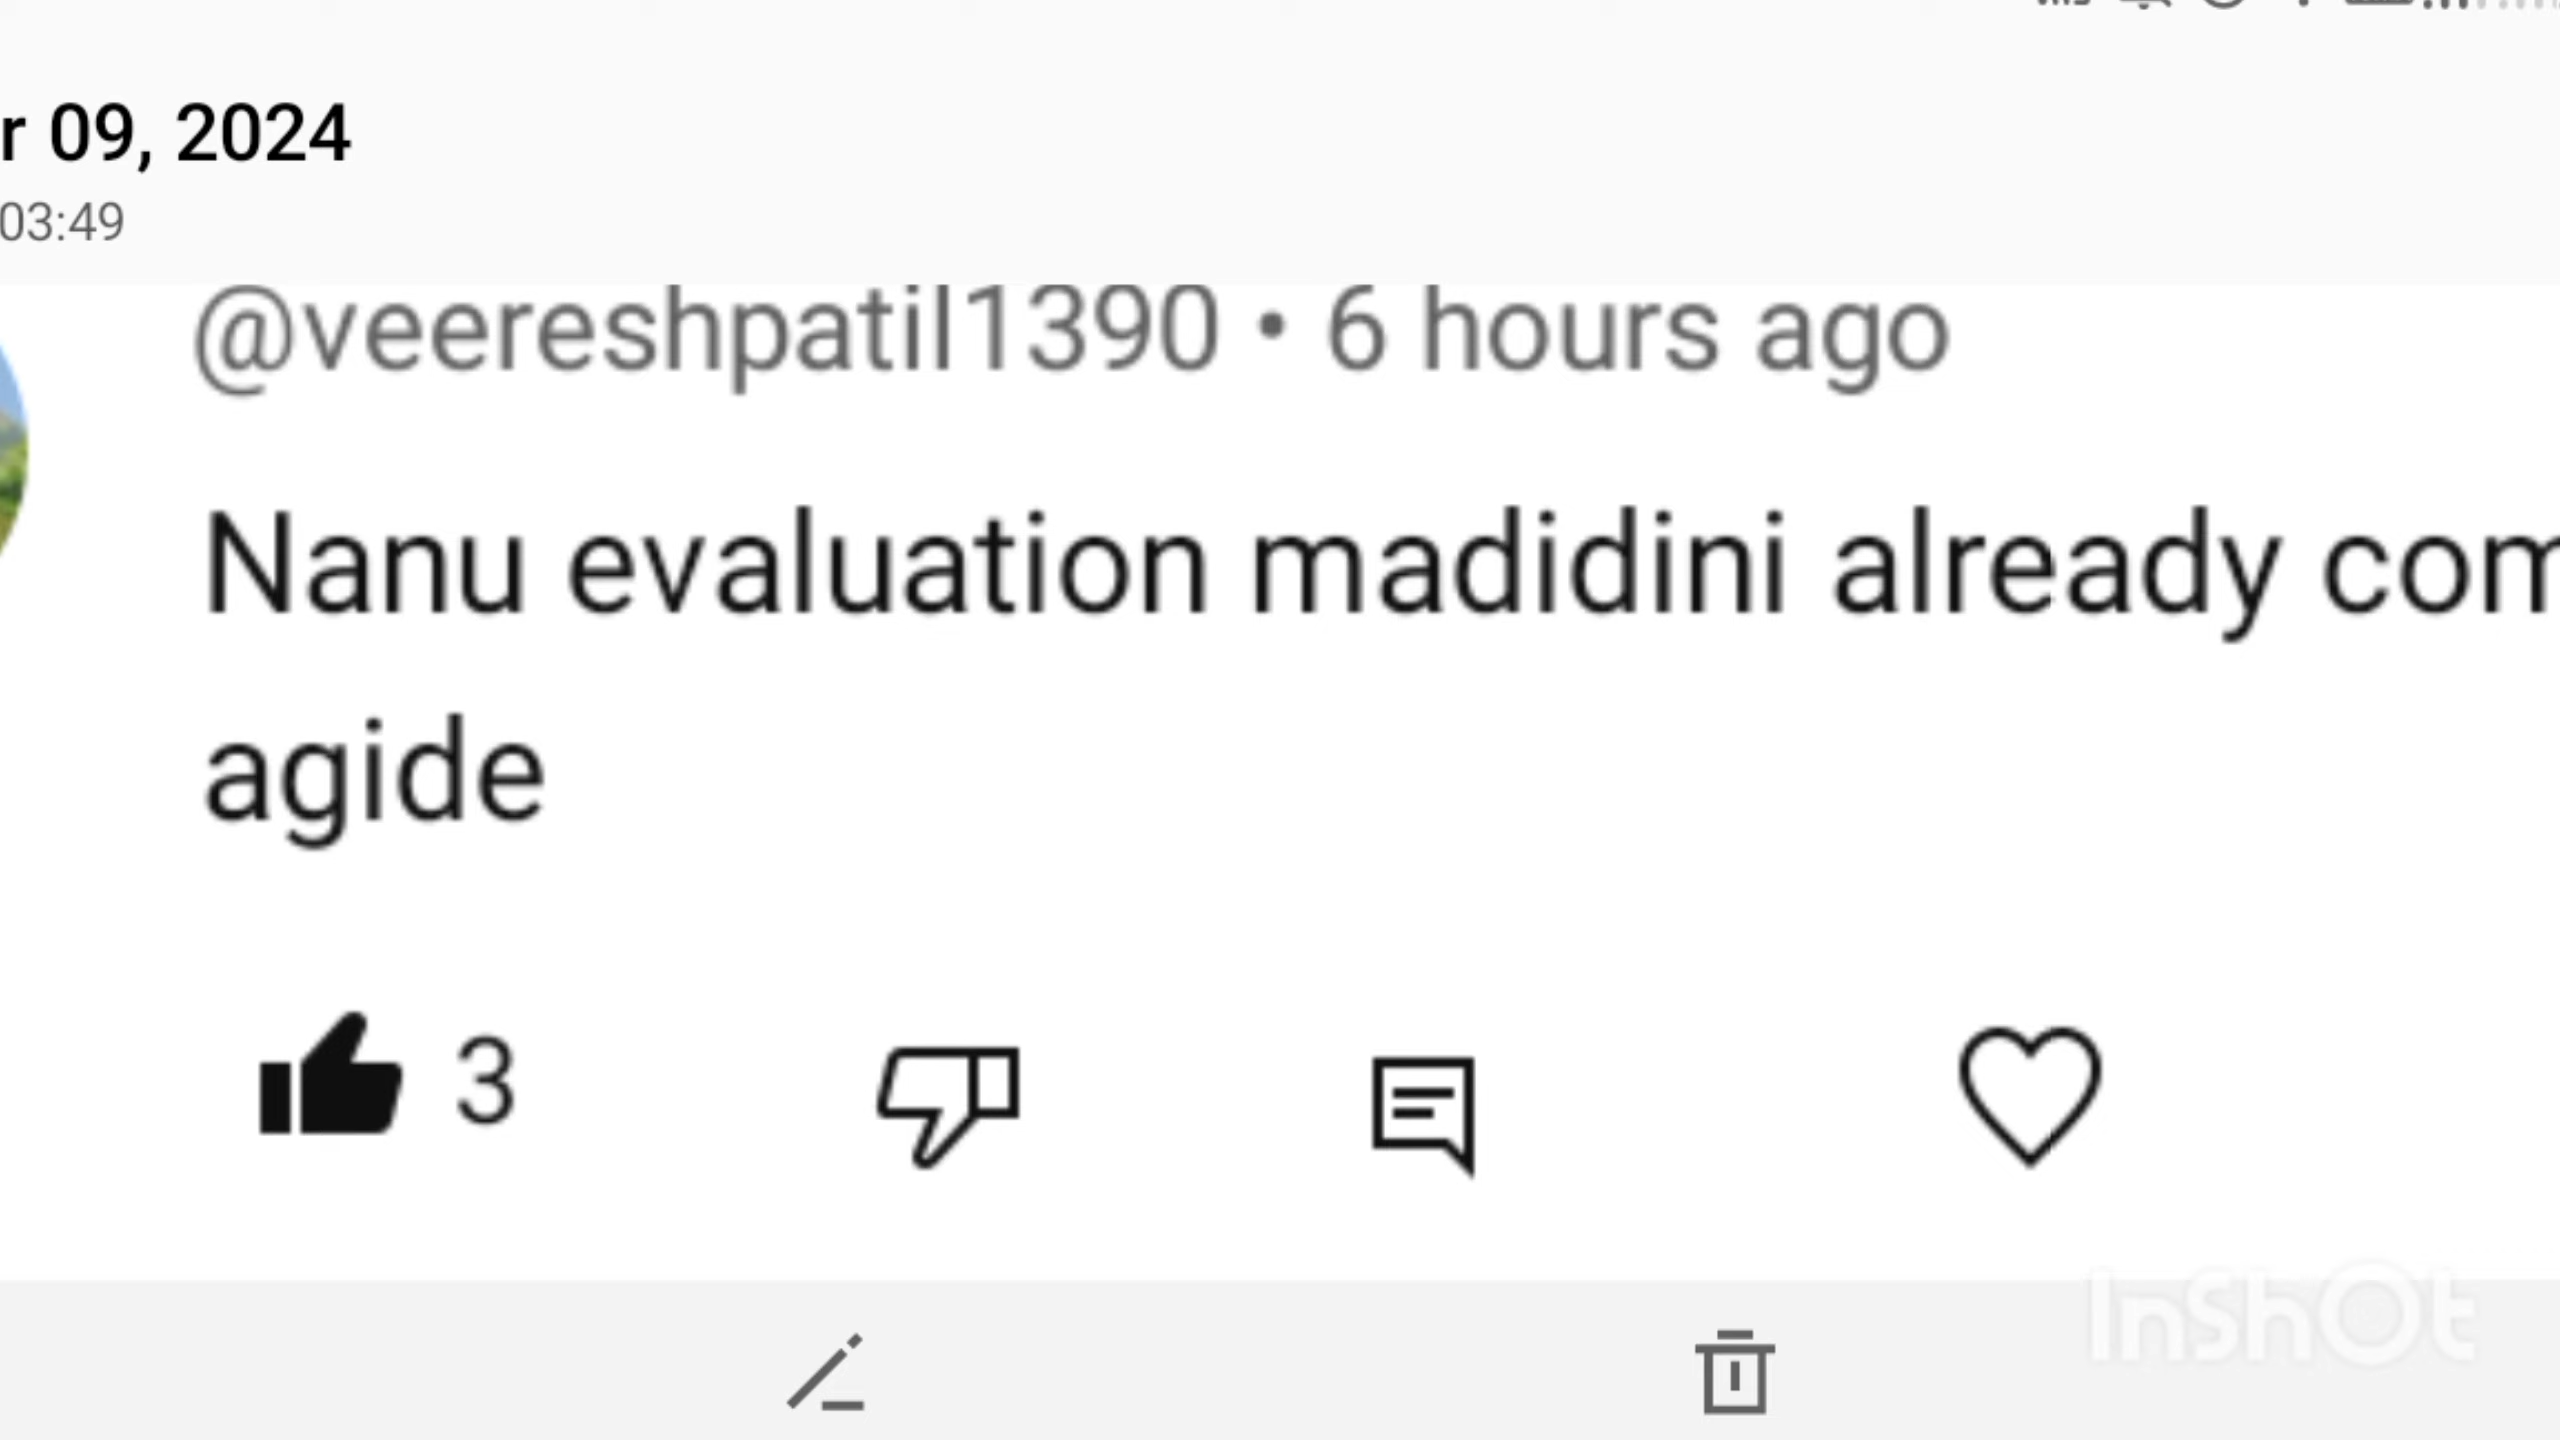 r 09, 2024
03:49
@veereshpatil1390 • 6 hours ago
Nanu evaluation madidini already com
agide
3
InShOt